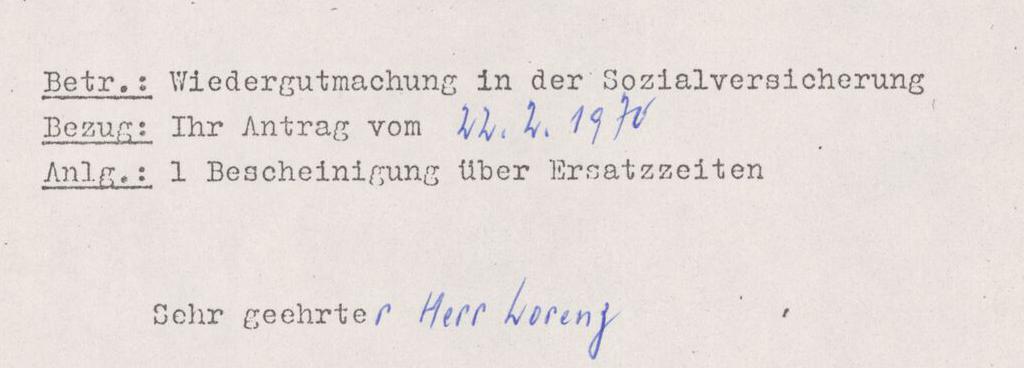 Betr.: Wiedergutmachung in der Sozialversicherung
Bezug: Ihr Antrag vom 22. 2. 1970
Anlg.: 1 Bescheinigung über Ersatzzeiten
Sehr geehrter Herr Lorenz